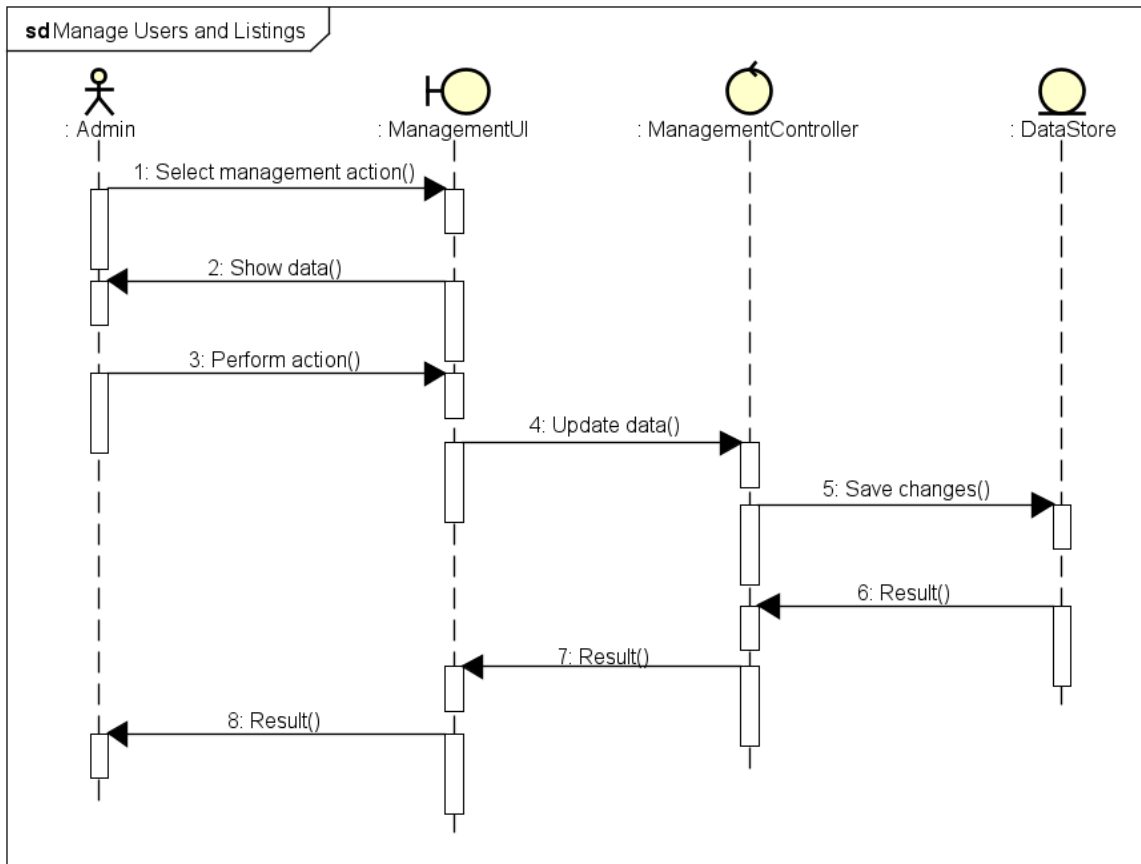 sd Manage Users and Listings
: Admin
: ManagementUI
: ManagementController
: DataStore
1: Select management action()
2: Show data()
3: Perform action()
4: Update data()
5: Save changes()
6: Result()
7: Result()
8: Result()